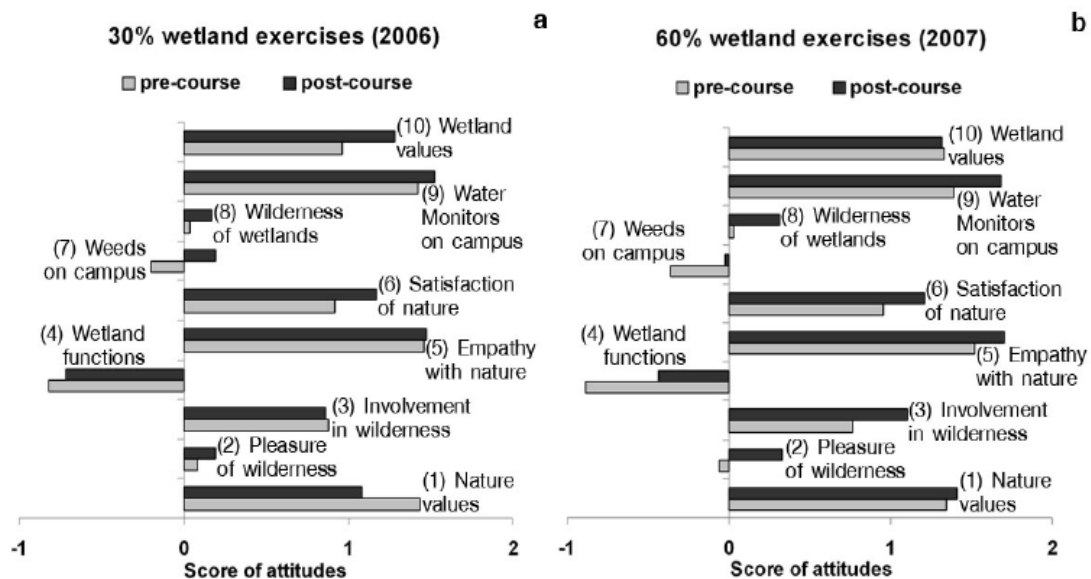 a
30% wetland exercises (2006)
pre-course post-course
(10) Wetland
values
(9) Water
Monitors
on campus
(8) Wilderness
of wetlands
(7) Weeds
on campus
(6) Satisfaction
of nature
(4) Wetland
functions
(5) Empathy
with nature
(3) Involvement
in wilderness
(2) Pleasure
of wilderness
(1) Nature
values
-1 0 1 2
Score of attitudes
b
60% wetland exercises (2007)
pre-course post-course
(10) Wetland
values
(9) Water
Monitors
on campus
(8) Wilderness
of wetlands
(7) Weeds
on campus
(6) Satisfaction
of nature
(4)
Wetland
functions
(5) Empathy
with nature
(3) Involvement
in wilderness
(2) Pleasure
of wilderness
(1) Nature
values
-1 0 1 2
Score of attitudes